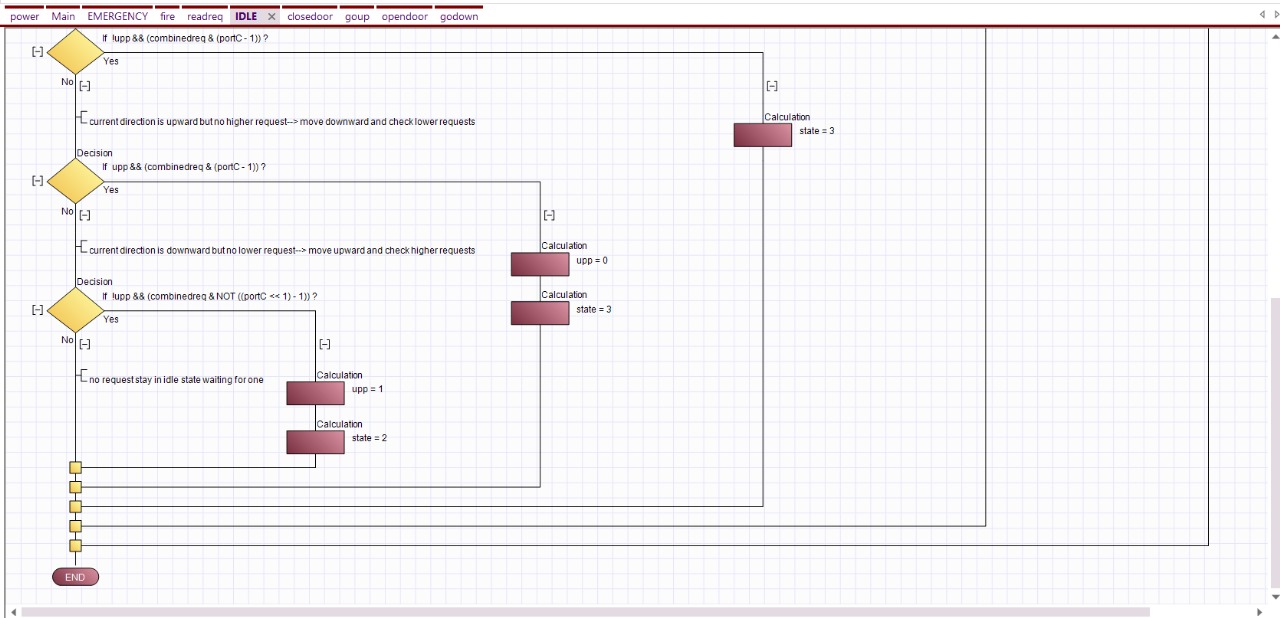 power Main EMERGENCY fire readreq IDLE closedoor goup opendoor godown
If !upp && (combinedreq & (portC - 1)) ?
[–]
Yes
No
[–]
[–]
current direction is upward but no higher request--> move downward and check lower requests
Calculation
state = 3
Decision
If upp && (combinedreq & (portC - 1)) ?
[–]
Yes
No
[–]
[–]
current direction is downward but no lower request--> move upward and check higher requests
Calculation
upp = 0
Decision
If !upp && (combinedreq & NOT ((portC << 1) - 1)) ?
[–]
Yes
Calculation
state = 3
No
[–]
[–]
no request stay in idle state waiting for one
Calculation
upp = 1
Calculation
state = 2
END